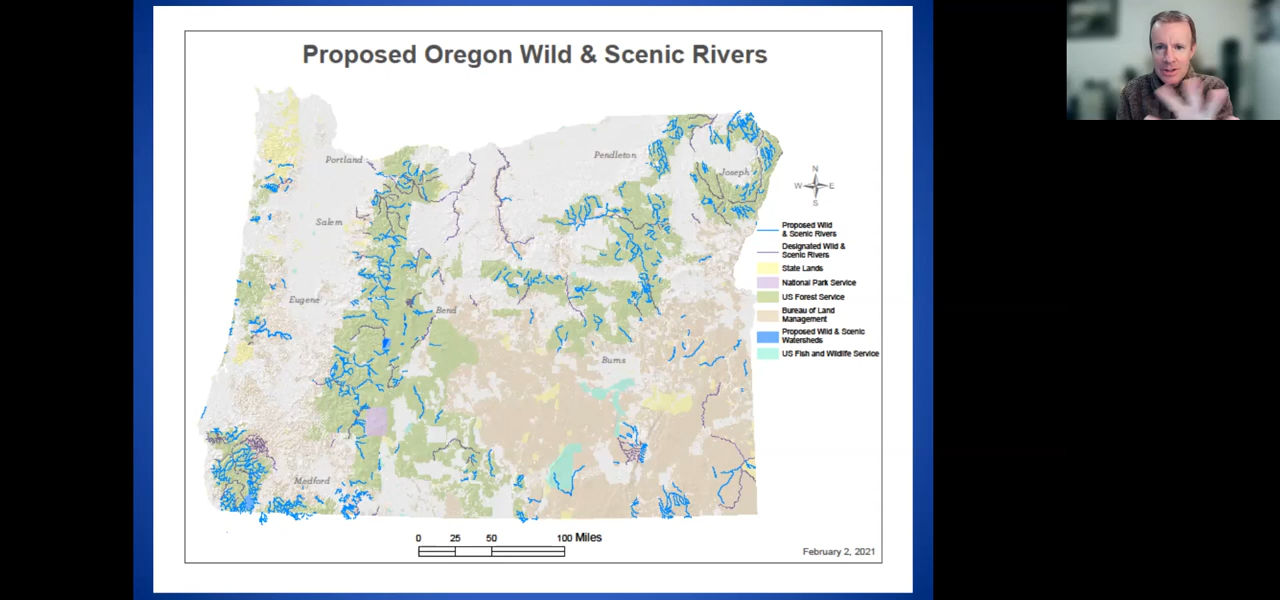 Proposed Oregon Wild & Scenic Rivers
Portland
Pendleton
Joseph
Salem
Eugene
Bend
Burns
Medford
N
W E
S
Proposed Wild
& Scenic Rivers
Designated Wild &
Scenic Rivers
State Lands
National Park Service
US Forest Service
Bureau of Land
Management
Proposed Wild & Scenic
Watersheds
US Fish and Wildlife Service
0 25 50 100 Miles
February 2, 2021